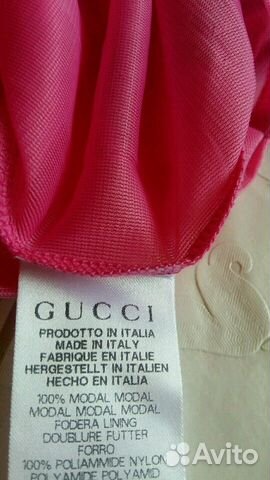 GUCCI
PRODOTTO IN ITALIA
MADE IN ITALY
FABRIQUE EN ITALIE
HERGESTELLT IN ITALIEN
HECHO EN ITALIA
100% MODAL MODAL
MODAL MODAL MODAL
FODERA LINING
DOUBLURE FUTTER
FORRO
100% POLIAMMIDE NYLON
POLYAMIDE POLYAMID
Avito